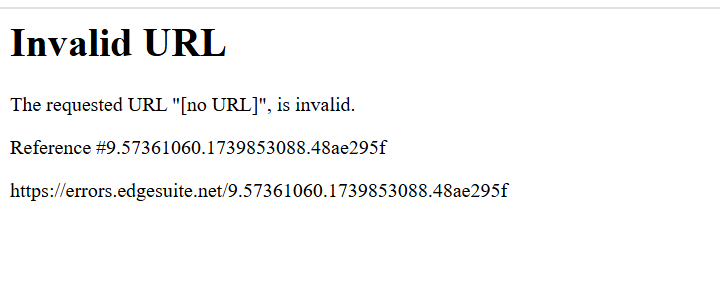 Invalid URL
The requested URL "[no URL]", is invalid.
Reference #9.57361060.1739853088.48ae295f
https://errors.edgesuite.net/9.57361060.1739853088.48ae295f